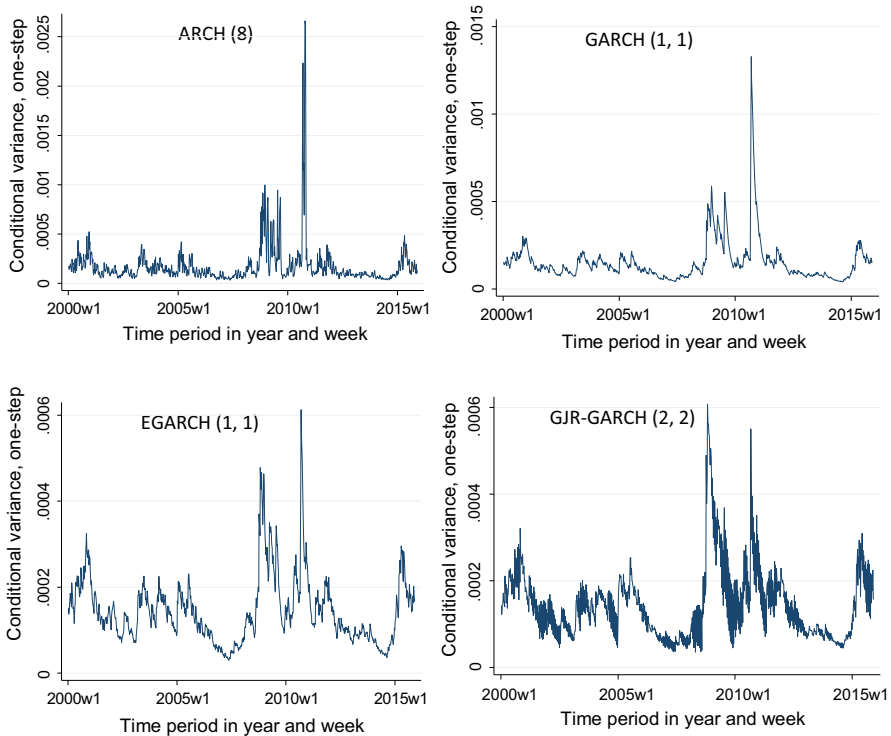 ARCH (8)
Conditional variance, one-step
.0025
.002
.0015
.001
.0005
0
2000w1 2005w1 2010w1 2015w1
Time period in year and week
GARCH (1, 1)
Conditional variance, one-step
.0015
.001
.0005
0
2000w1 2005w1 2010w1 2015w1
Time period in year and week
EGARCH (1, 1)
Conditional variance, one-step
.0006
.0004
.0002
0
2000w1 2005w1 2010w1 2015w1
Time period in year and week
GJR-GARCH (2, 2)
Conditional variance, one-step
.0006
.0004
.0002
0
2000w1 2005w1 2010w1 2015w1
Time period in year and week